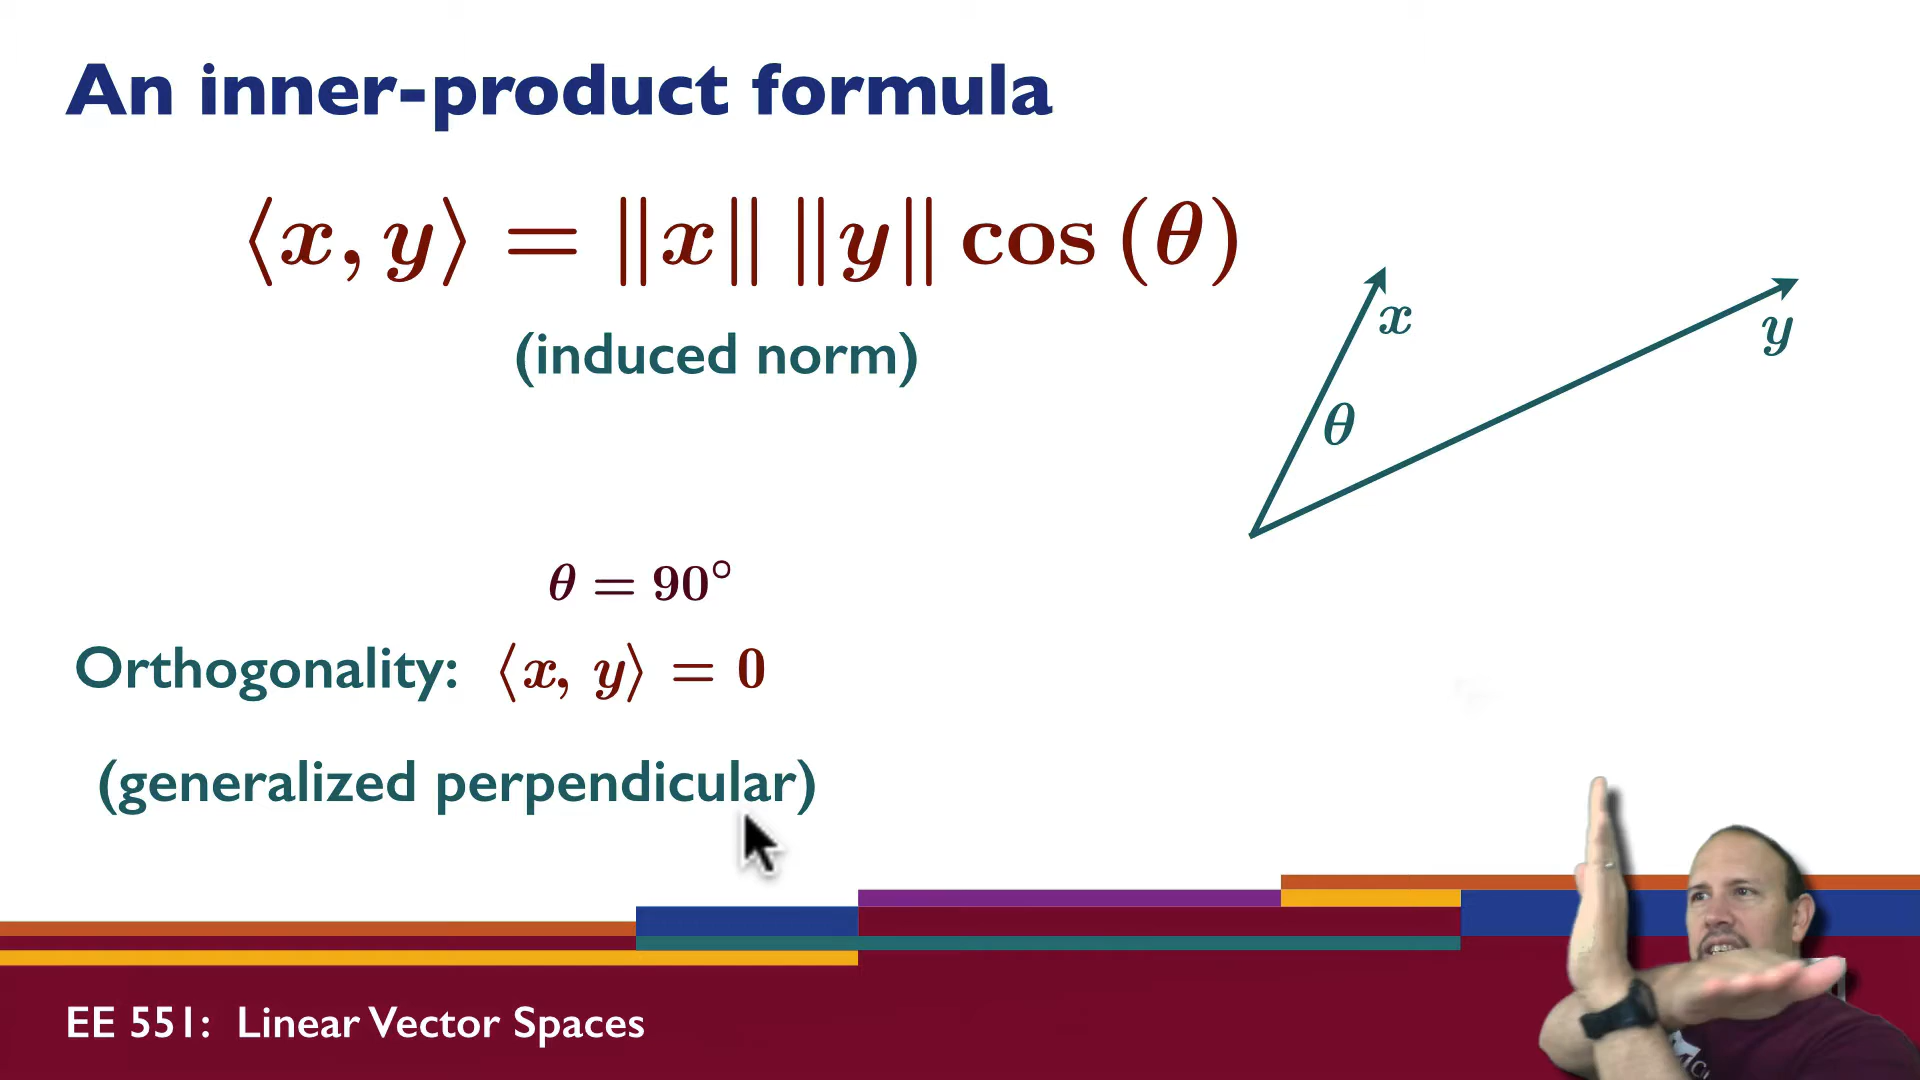 An inner-product formula
⟨x, y⟩ = ‖x‖ ‖y‖ cos (θ)
(induced norm)
x
y
θ
θ = 90°
Orthogonality: ⟨x, y⟩ = 0
(generalized perpendicular)
EE 551: Linear Vector Spaces